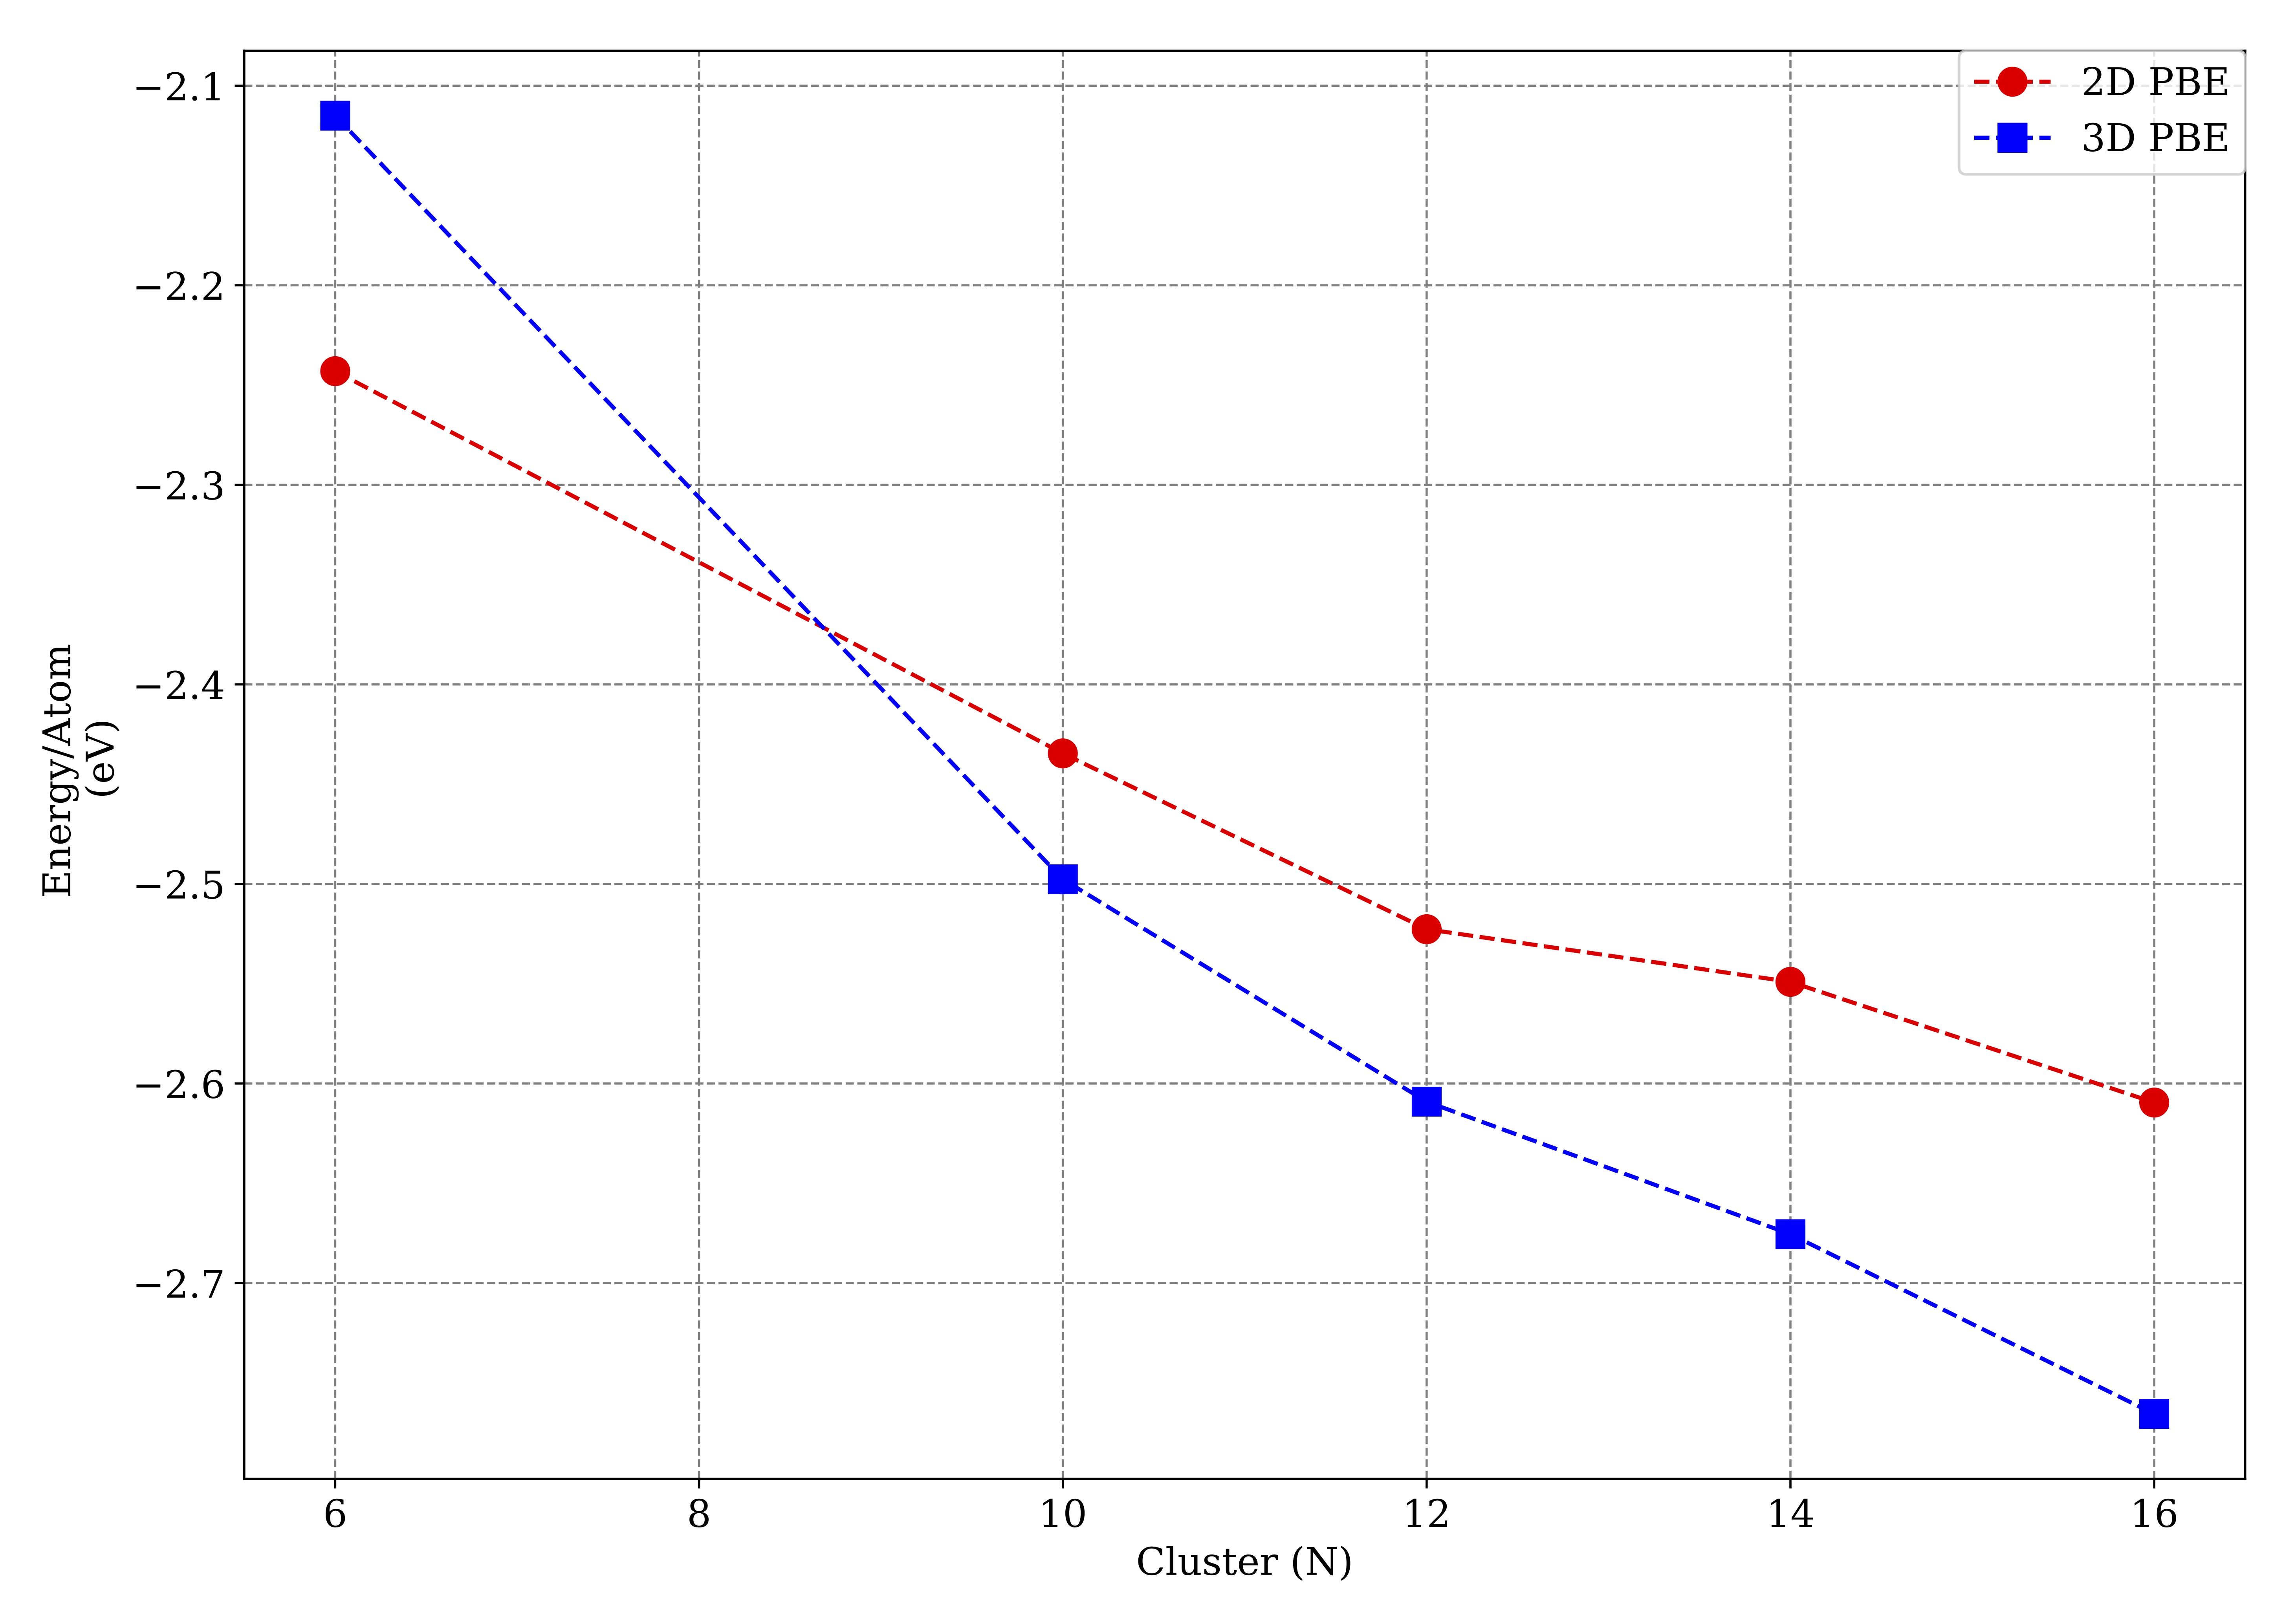 2D PBE
3D PBE
−2.1
−2.2
−2.3
−2.4
−2.5
−2.6
−2.7
Energy/Atom
(eV)
6 8 10 12 14 16
Cluster (N)